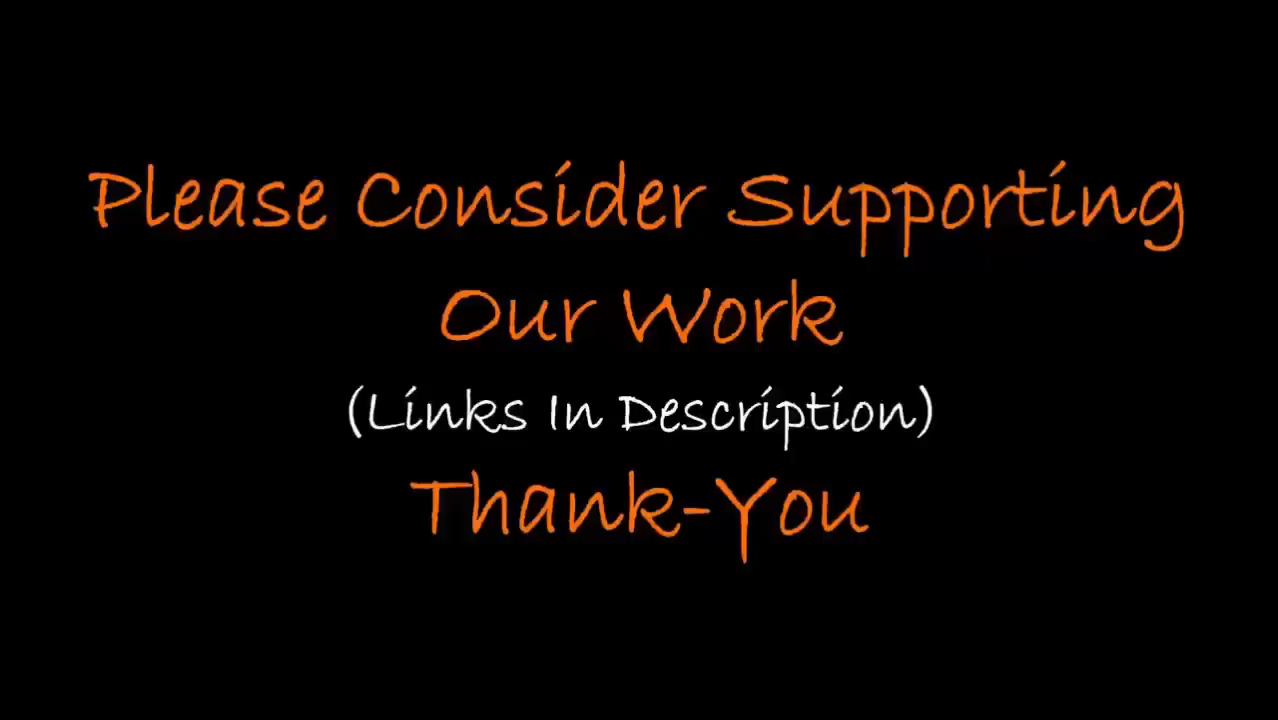 Please Consider Supporting
Our Work
(Links In Description)
Thank-You